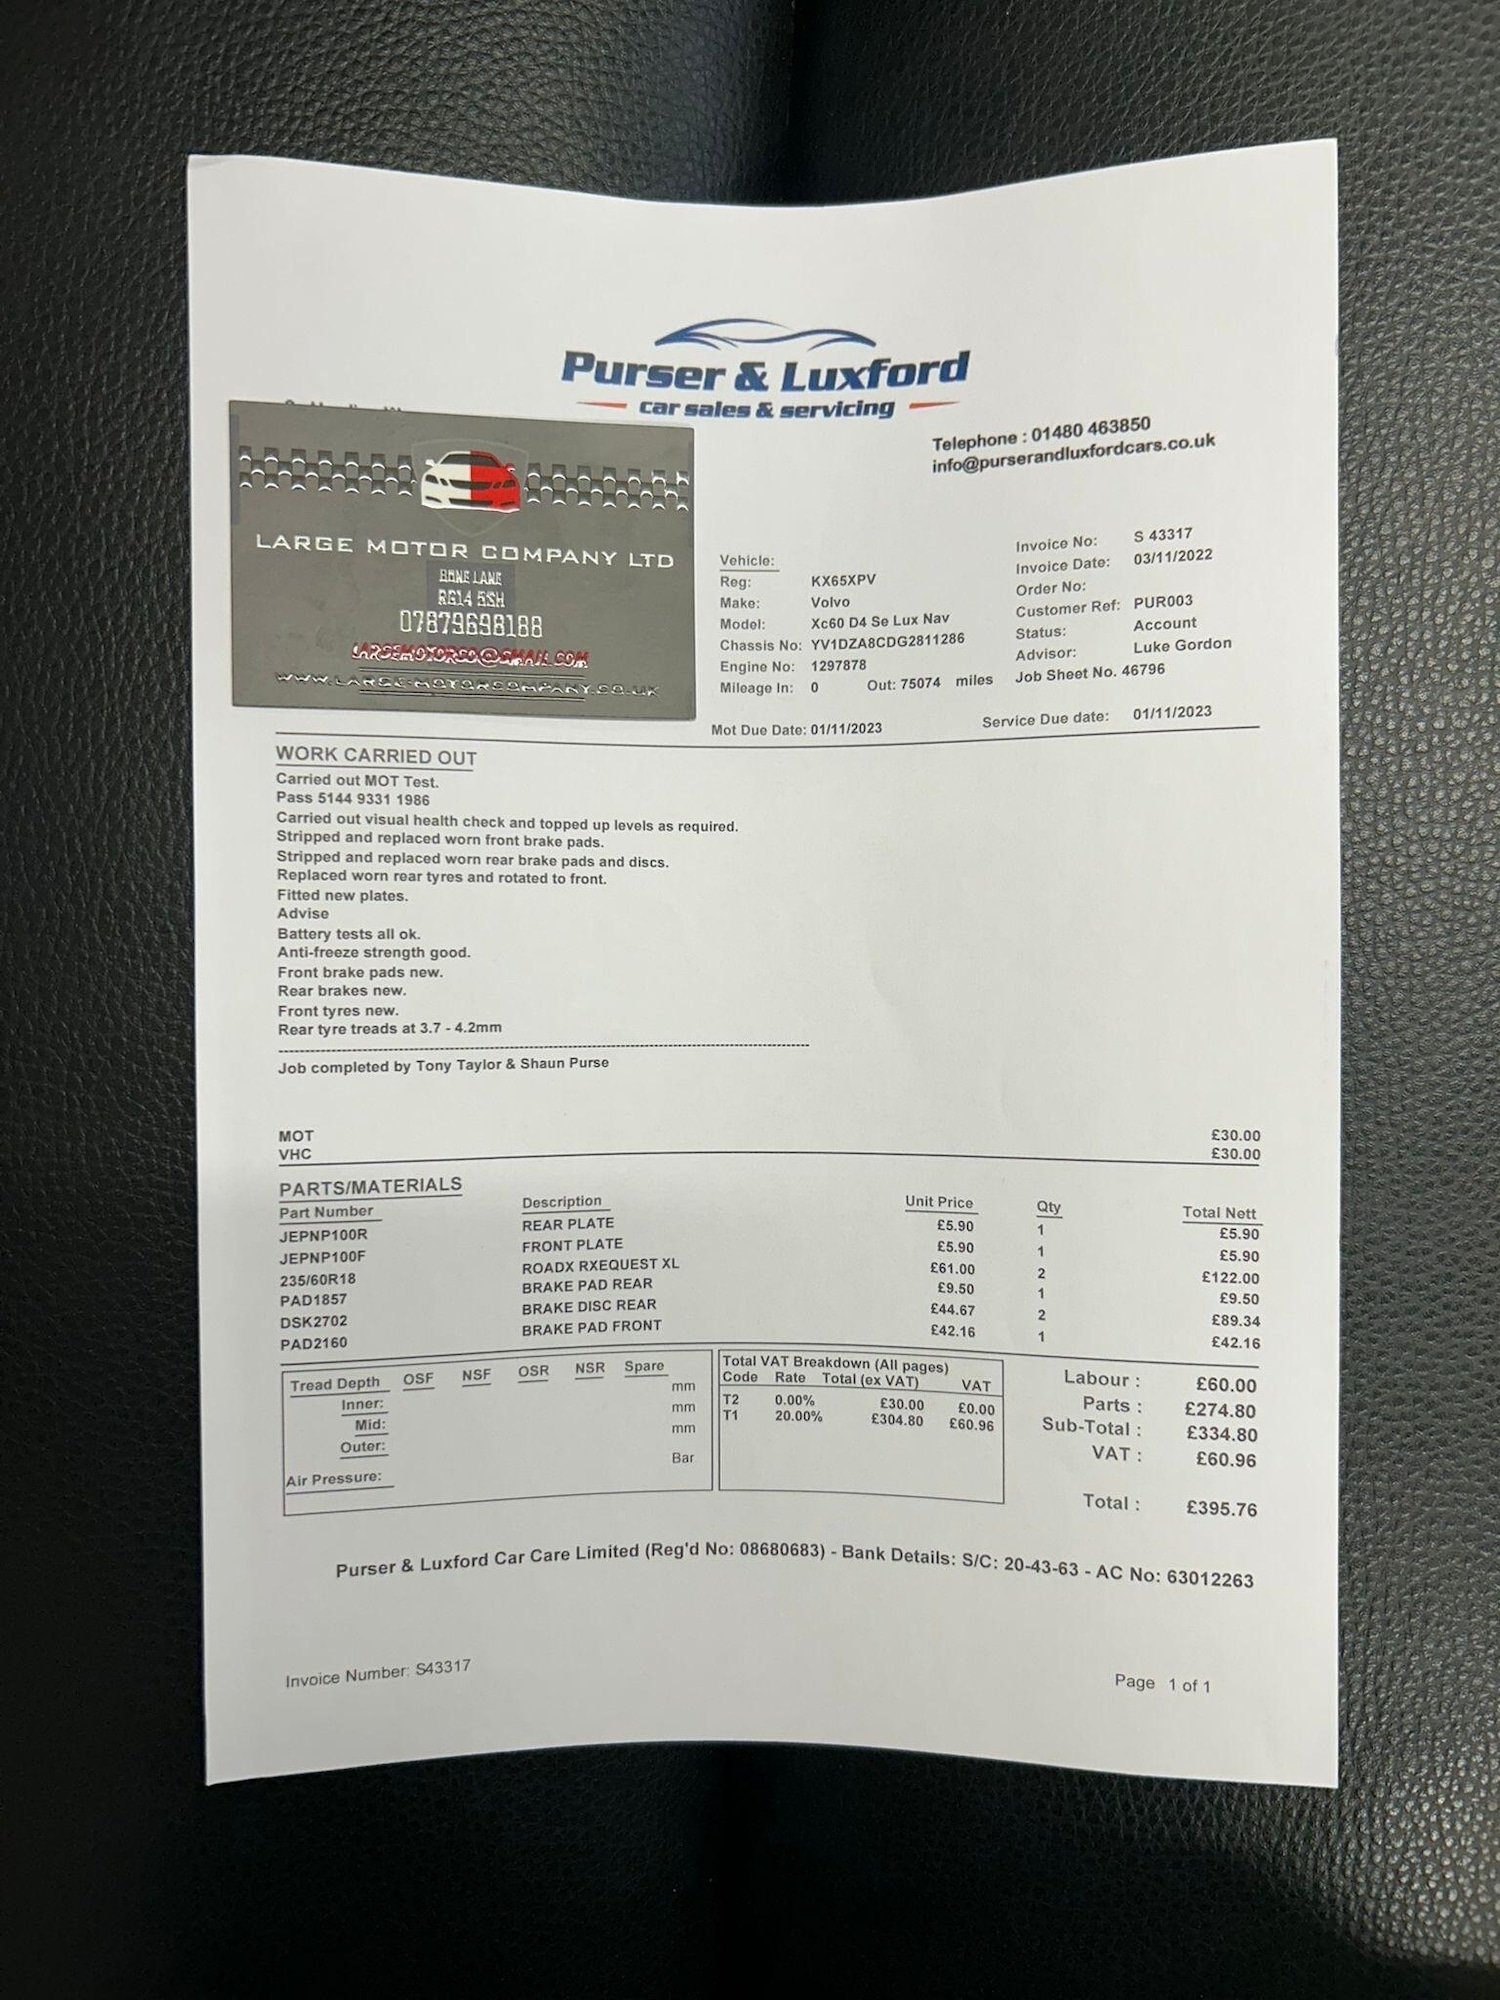 Purser & Luxford
car sales & servicing
Telephone : 01480 463850
info@purserandluxfordcars.co.uk
LARGE MOTOR COMPANY LTD
BONE LANE
RG14 5SH
07879698188
LARGEMOTORCO@GMAIL.COM
WWW.LARGE-MOTORCOMPANY.CO.UK
Vehicle:
Reg: KX65XPV
Make: Volvo
Model: Xc60 D4 Se Lux Nav
Chassis No: YV1DZA8CDG2811286
Engine No: 1297878
Mileage In: 0 Out: 75074 miles
Invoice No: S 43317
Invoice Date: 03/11/2022
Order No:
Customer Ref: PUR003
Status: Account
Advisor: Luke Gordon
Job Sheet No. 46796
Mot Due Date: 01/11/2023 Service Due date: 01/11/2023
WORK CARRIED OUT
Carried out MOT Test.
Pass 5144 9331 1986
Carried out visual health check and topped up levels as required.
Stripped and replaced worn front brake pads.
Stripped and replaced worn rear brake pads and discs.
Replaced worn rear tyres and rotated to front.
Fitted new plates.
Advise
Battery tests all ok.
Anti-freeze strength good.
Front brake pads new.
Rear brakes new.
Front tyres new.
Rear tyre treads at 3.7 - 4.2mm
Job completed by Tony Taylor & Shaun Purse
MOT £30.00
VHC £30.00
PARTS/MATERIALS
Part Number Description Unit Price Qty Total Nett
JEPNP100R REAR PLATE £5.90 1 £5.90
JEPNP100F FRONT PLATE £5.90 1 £5.90
235/60R18 ROADX RXEQUEST XL £61.00 2 £122.00
PAD1857 BRAKE PAD REAR £9.50 1 £9.50
DSK2702 BRAKE DISC REAR £44.67 2 £89.34
PAD2160 BRAKE PAD FRONT £42.16 1 £42.16
Tread Depth OSF NSF OSR NSR Spare
Inner: mm
Mid: mm
Outer: mm
Air Pressure: Bar
Total VAT Breakdown (All pages)
Code Rate Total (ex VAT) VAT
T2 0.00% £30.00 £0.00
T1 20.00% £304.80 £60.96
Labour : £60.00
Parts : £274.80
Sub-Total : £334.80
VAT : £60.96
Total : £395.76
Purser & Luxford Car Care Limited (Reg'd No: 08680683) - Bank Details: S/C: 20-43-63 - AC No: 63012263
Invoice Number: S43317 Page 1 of 1